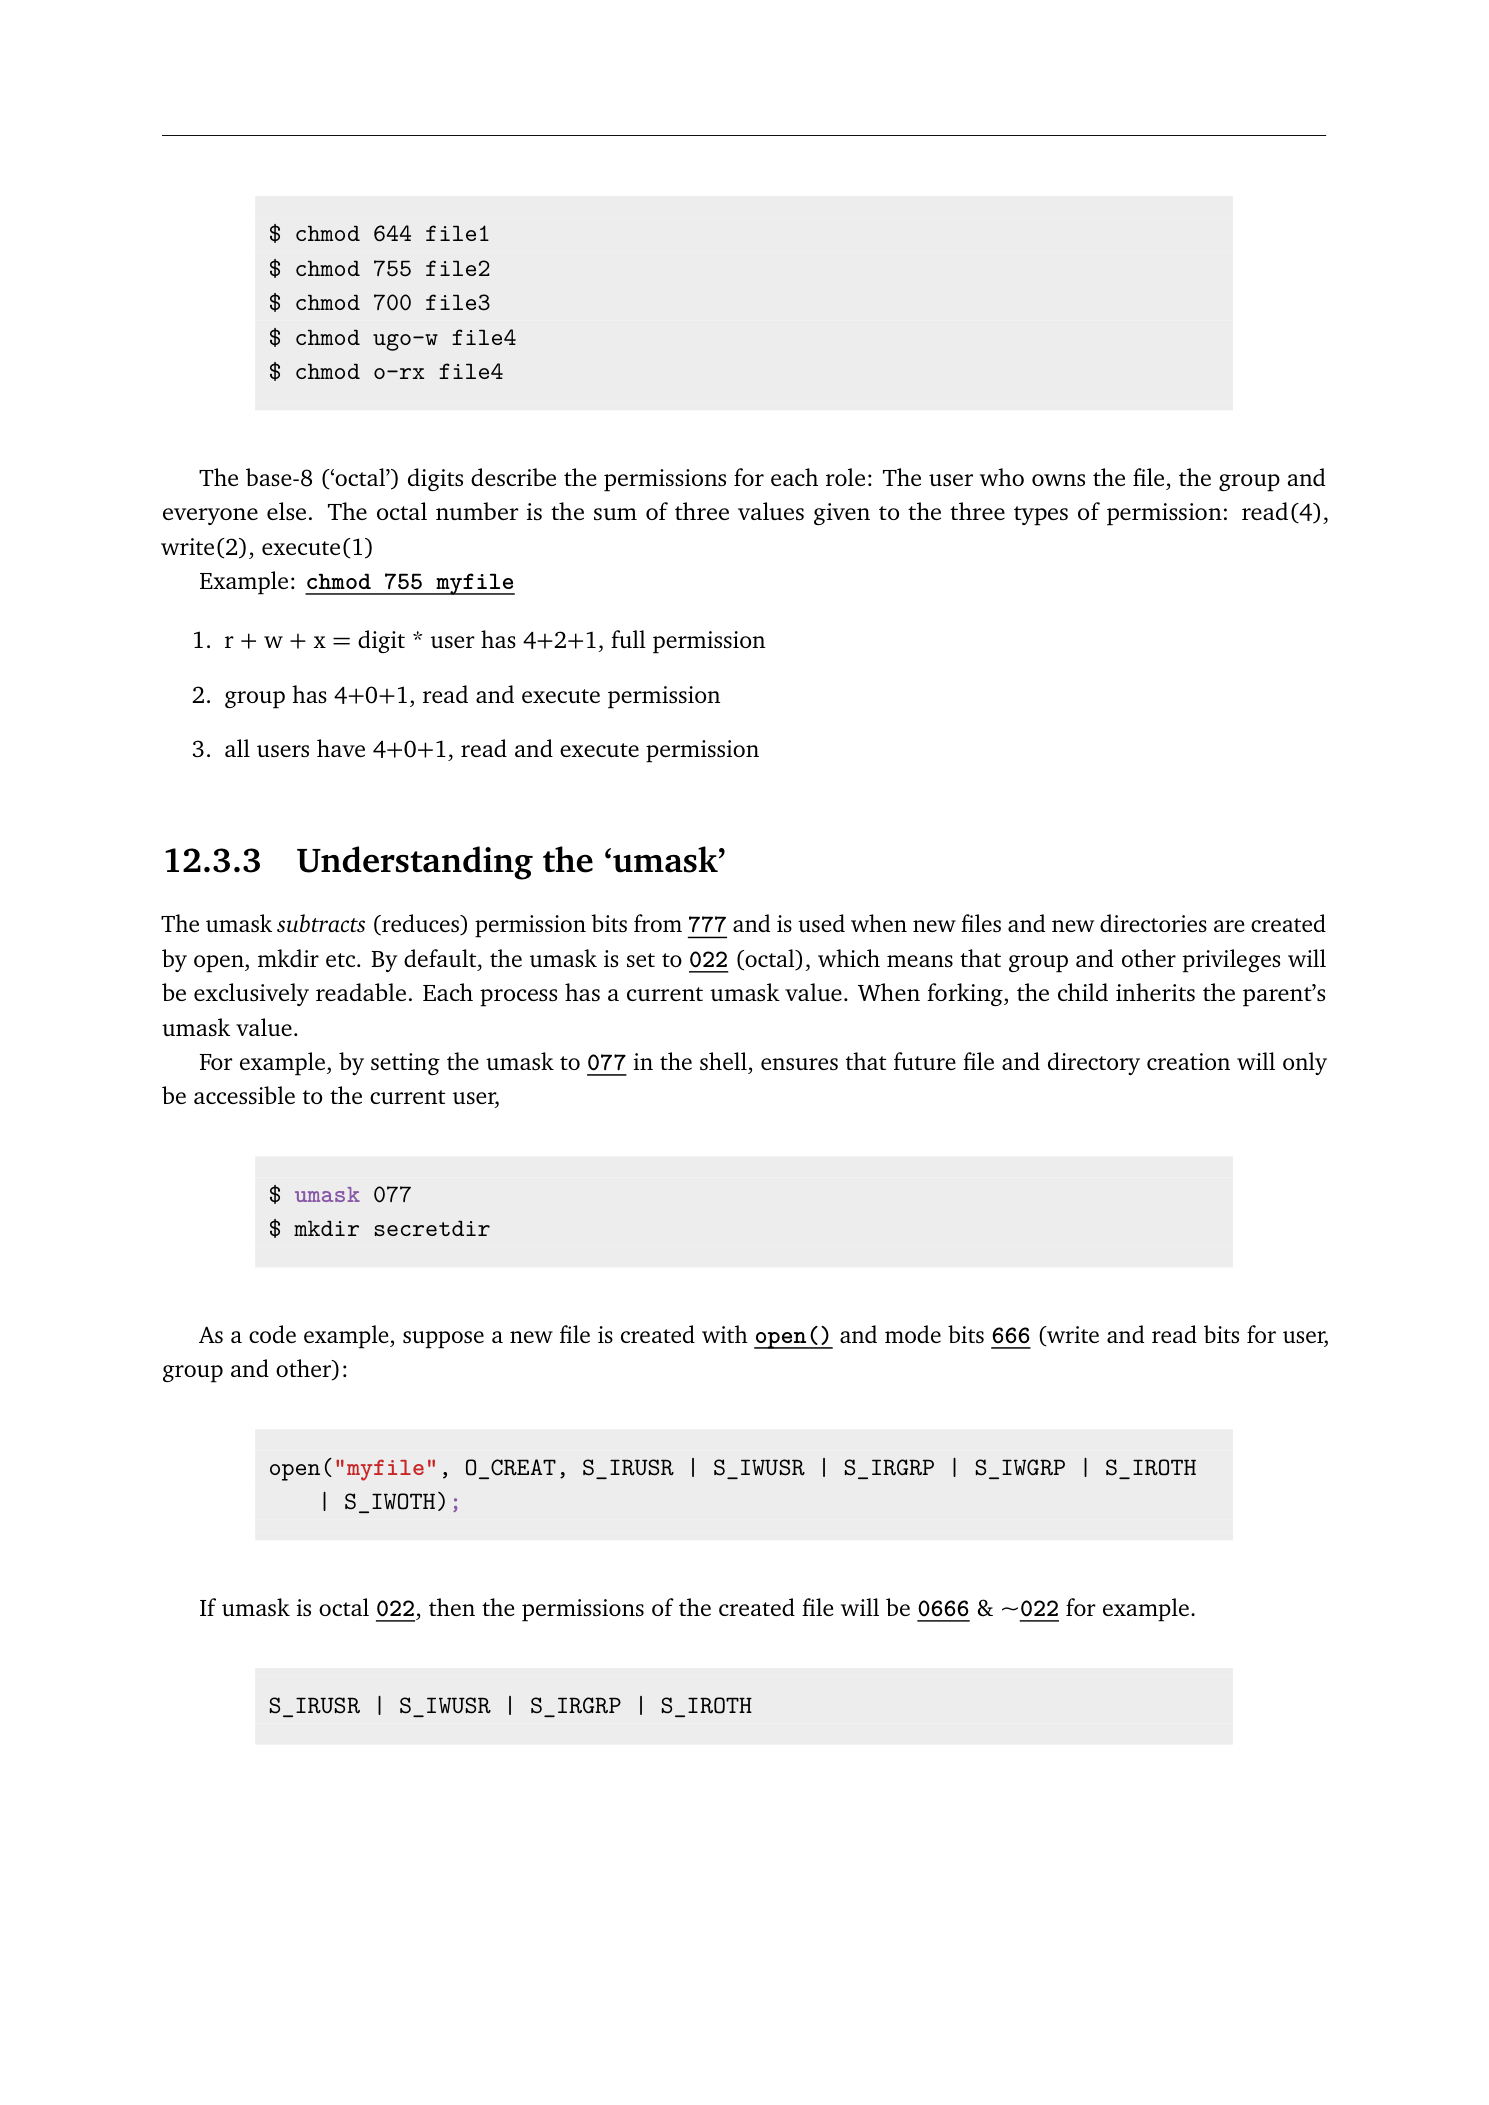 $ chmod 644 file1
$ chmod 755 file2
$ chmod 700 file3
$ chmod ugo-w file4
$ chmod o-rx file4
The base-8 (‘octal’) digits describe the permissions for each role: The user who owns the file, the group and
everyone else. The octal number is the sum of three values given to the three types of permission: read(4),
write(2), execute(1)
Example: chmod 755 myfile
1. r + w + x = digit * user has 4+2+1, full permission
2. group has 4+0+1, read and execute permission
3. all users have 4+0+1, read and execute permission
12.3.3 Understanding the ‘umask’
The umask subtracts (reduces) permission bits from 777 and is used when new files and new directories are created
by open, mkdir etc. By default, the umask is set to 022 (octal), which means that group and other privileges will
be exclusively readable. Each process has a current umask value. When forking, the child inherits the parent’s
umask value.
For example, by setting the umask to 077 in the shell, ensures that future file and directory creation will only
be accessible to the current user,
$ umask 077
$ mkdir secretdir
As a code example, suppose a new file is created with open() and mode bits 666 (write and read bits for user,
group and other):
open("myfile", O_CREAT, S_IRUSR | S_IWUSR | S_IRGRP | S_IWGRP | S_IROTH
| S_IWOTH);
If umask is octal 022, then the permissions of the created file will be 0666 & ~022 for example.
S_IRUSR | S_IWUSR | S_IRGRP | S_IROTH